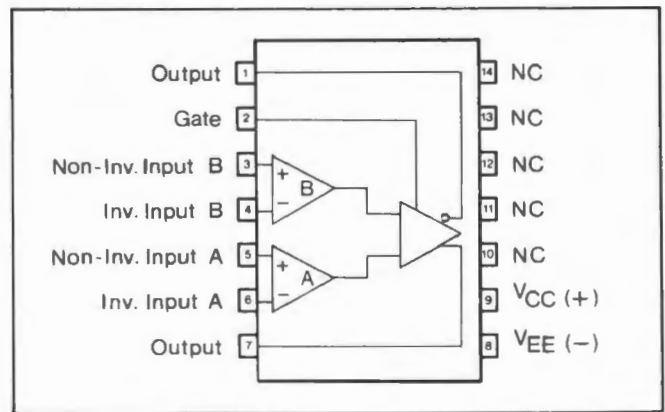 Output 1
Gate 2
Non-Inv. Input B 3
Inv. Input B 4
Non-Inv. Input A 5
Inv. Input A 6
Output 7
+
−
B
+
−
A
14 NC
13 NC
12 NC
11 NC
10 NC
9 VCC (+)
8 VEE (−)